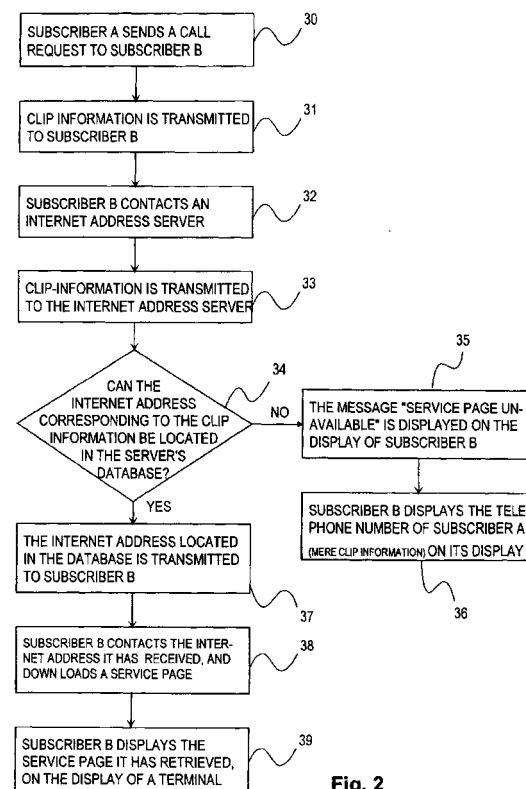 SUBSCRIBER A SENDS A CALL
REQUEST TO SUBSCRIBER B
30
CLIP INFORMATION IS TRANSMITTED
TO SUBSCRIBER B
31
SUBSCRIBER B CONTACTS AN
INTERNET ADDRESS SERVER
32
CLIP-INFORMATION IS TRANSMITTED
TO THE INTERNET ADDRESS SERVER
33
CAN THE
INTERNET ADDRESS
CORRESPONDING TO THE CLIP
INFORMATION BE LOCATED
IN THE SERVER'S
DATABASE?
34
NO
35
THE MESSAGE "SERVICE PAGE UN-
AVAILABLE" IS DISPLAYED ON THE
DISPLAY OF SUBSCRIBER B
SUBSCRIBER B DISPLAYS THE TELE
PHONE NUMBER OF SUBSCRIBER A
(MERE CLIP INFORMATION) ON ITS DISPLAY
36
YES
THE INTERNET ADDRESS LOCATED
IN THE DATABASE IS TRANSMITTED
TO SUBSCRIBER B
37
SUBSCRIBER B CONTACTS THE INTER-
NET ADDRESS IT HAS RECEIVED, AND
DOWN LOADS A SERVICE PAGE
38
SUBSCRIBER B DISPLAYS THE
SERVICE PAGE IT HAS RETRIEVED,
ON THE DISPLAY OF A TERMINAL
39
Fig. 2